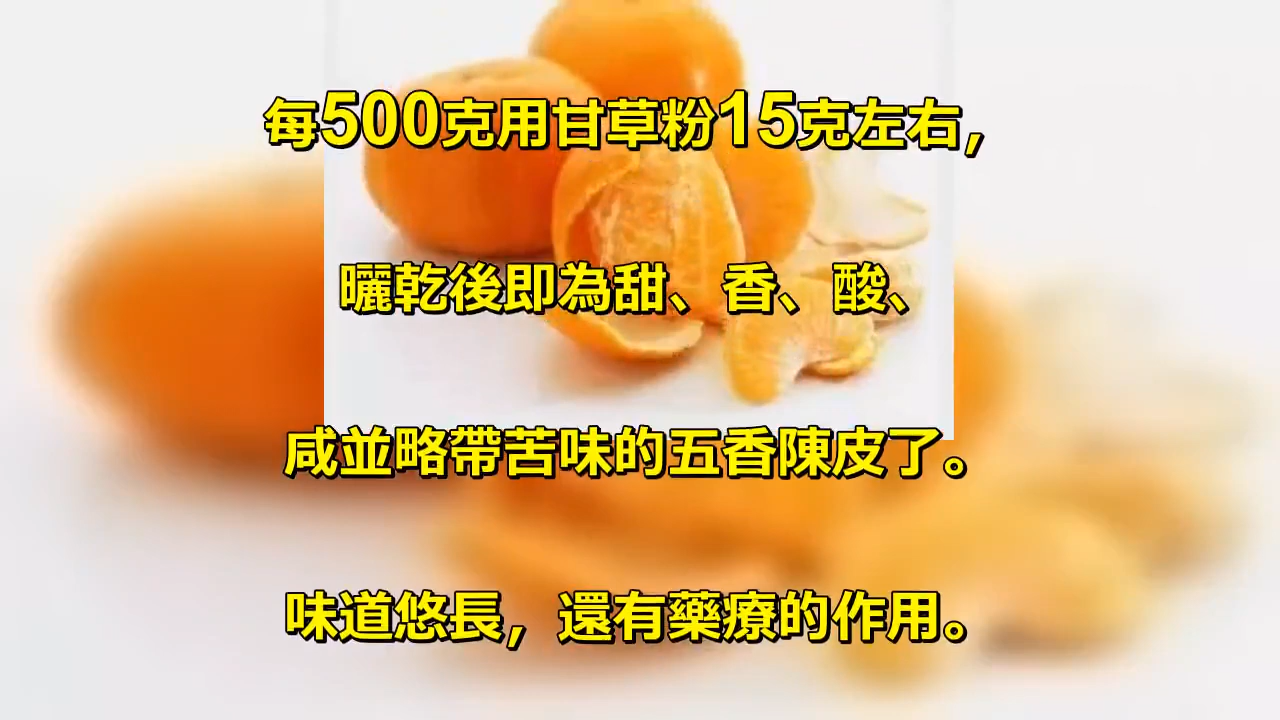 每500克用甘草粉15克左右，
曬乾後即為甜、香、酸、
咸並略帶苦味的五香陳皮了。
味道悠長，還有藥療的作用。